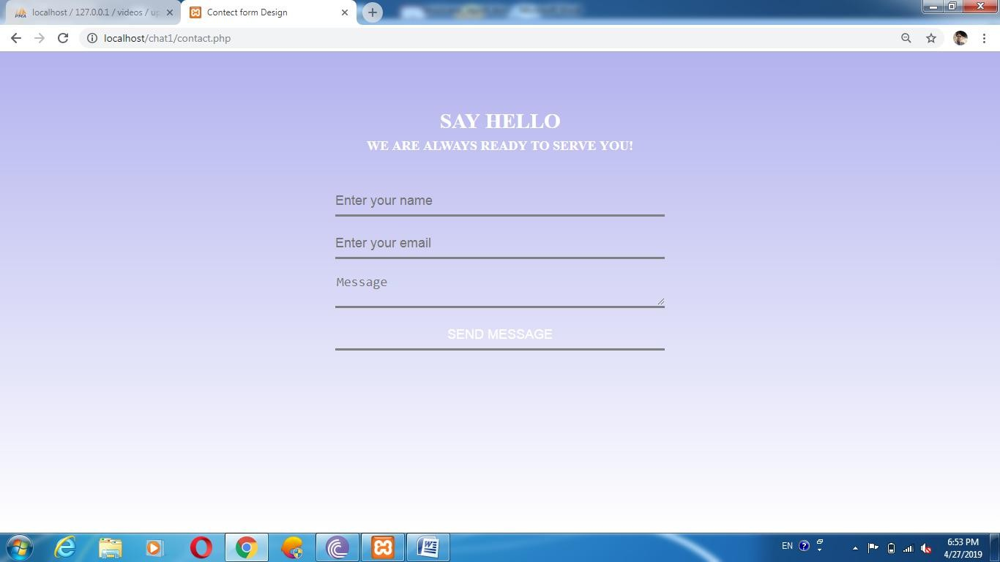 localhost / 127.0.0.1 / videos / up
Contect form Design
localhost/chat1/contact.php
SAY HELLO
WE ARE ALWAYS READY TO SERVE YOU!
Enter your name
Enter your email
Message
SEND MESSAGE
EN
6:53 PM
4/27/2019